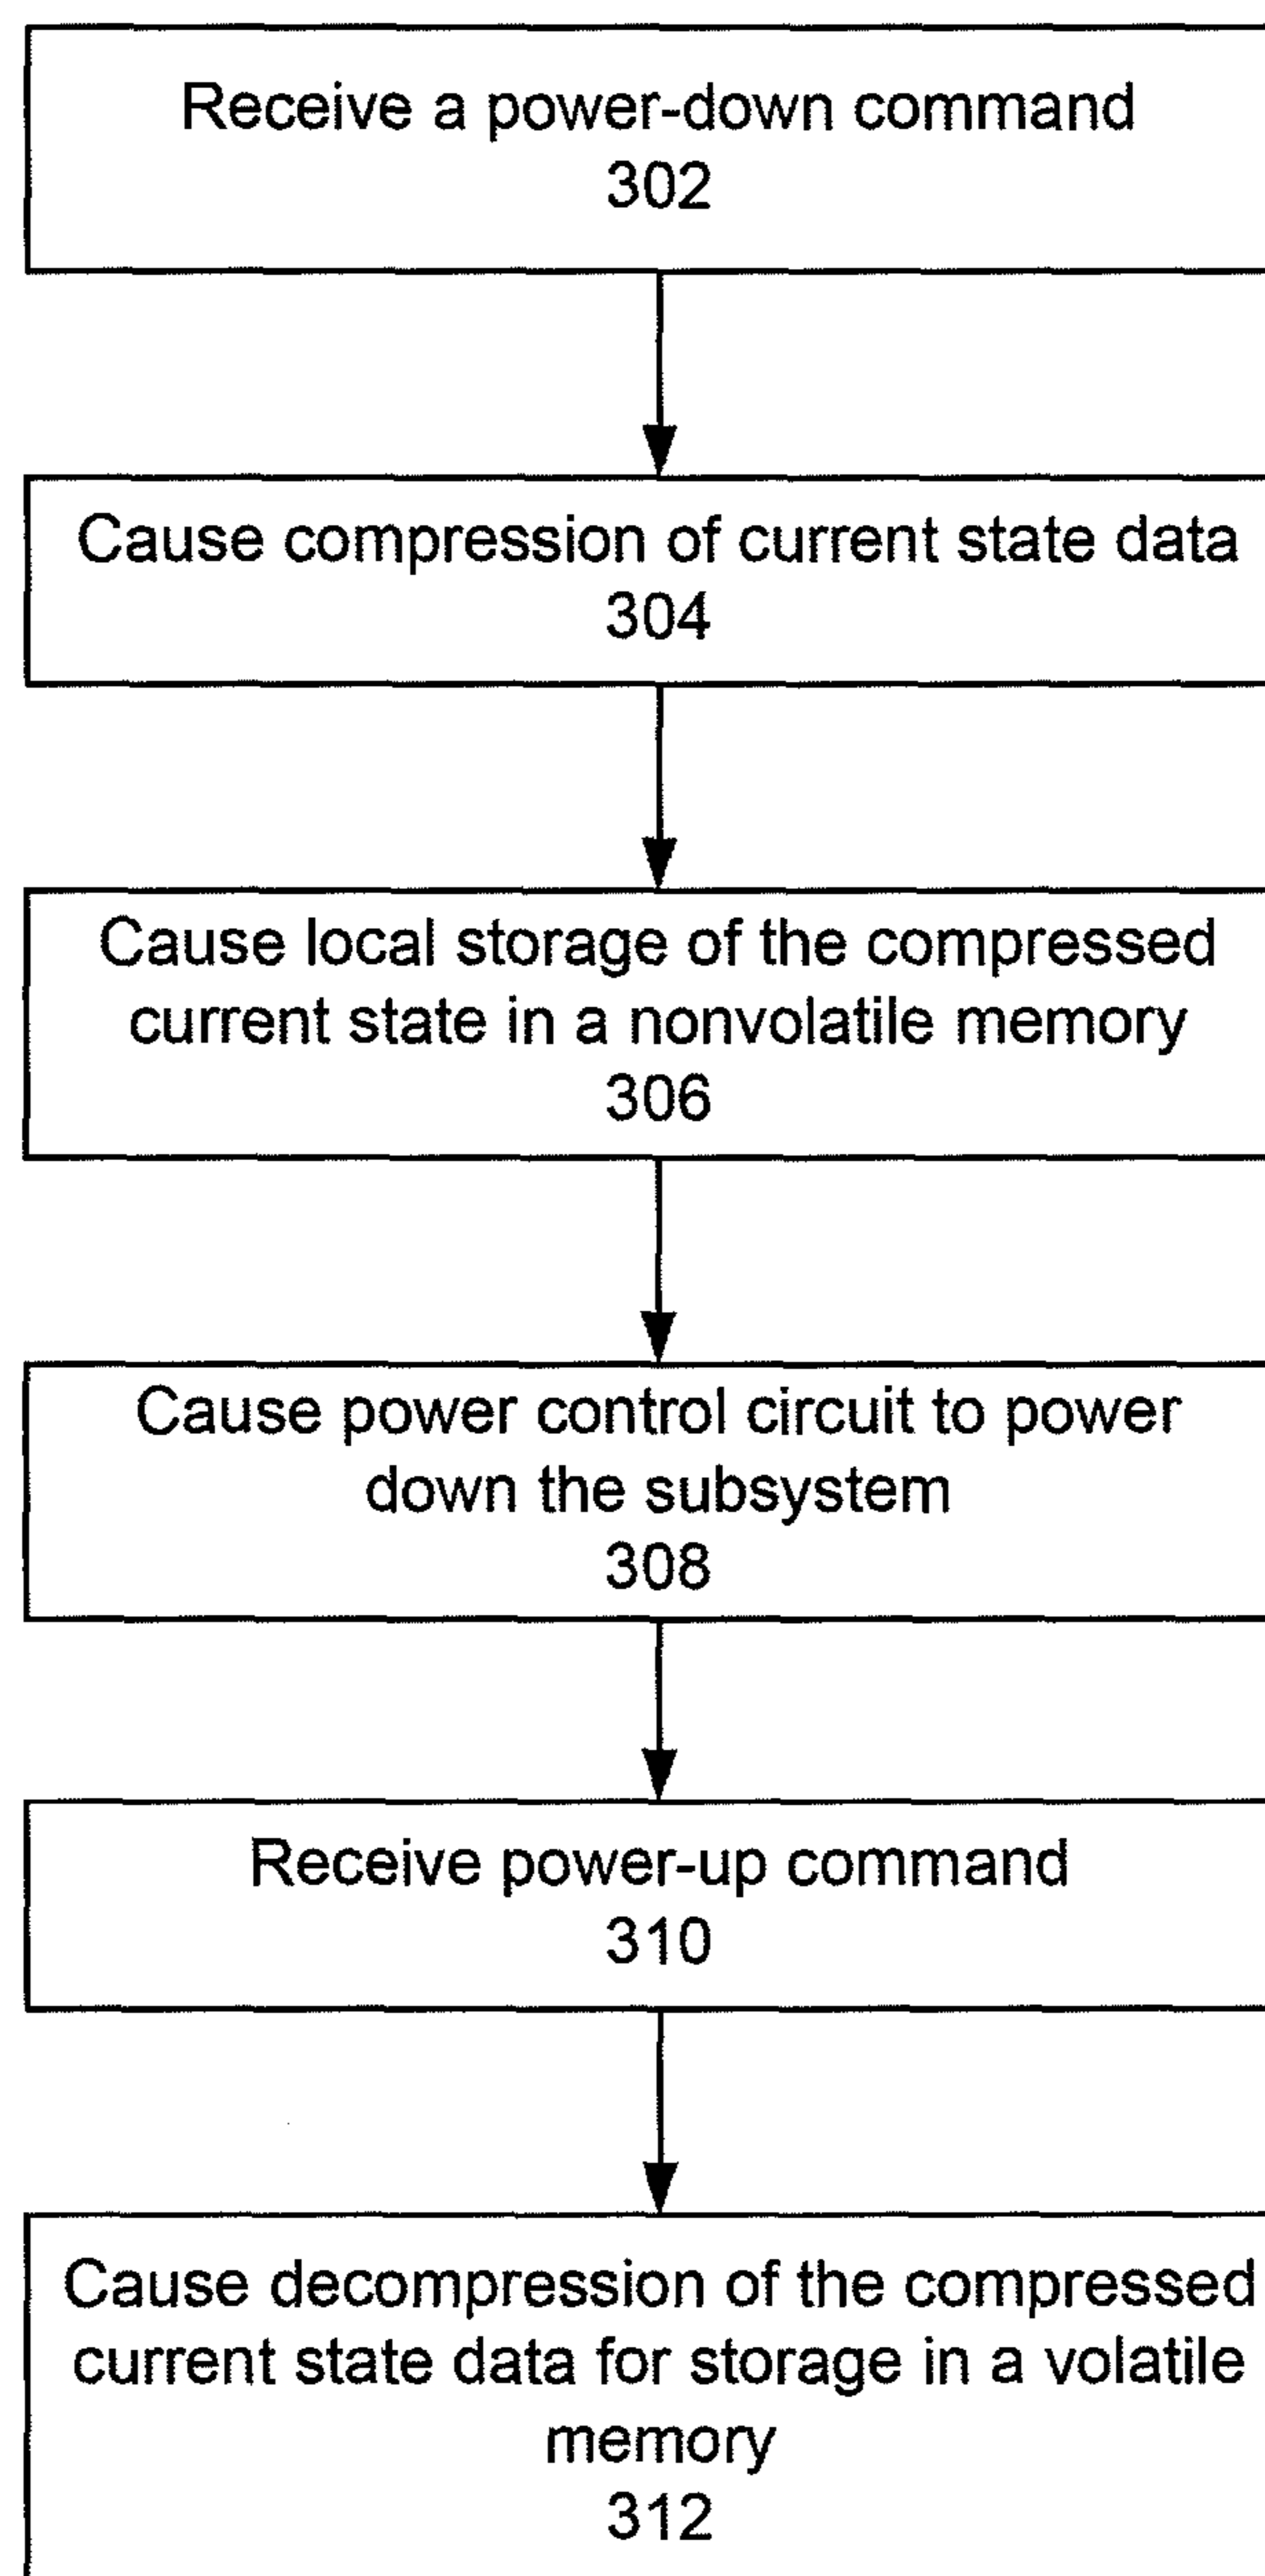 Receive a power-down command
302
Cause compression of current state data
304
Cause local storage of the compressed
current state in a nonvolatile memory
306
Cause power control circuit to power
down the subsystem
308
Receive power-up command
310
Cause decompression of the compressed
current state data for storage in a volatile
memory
312